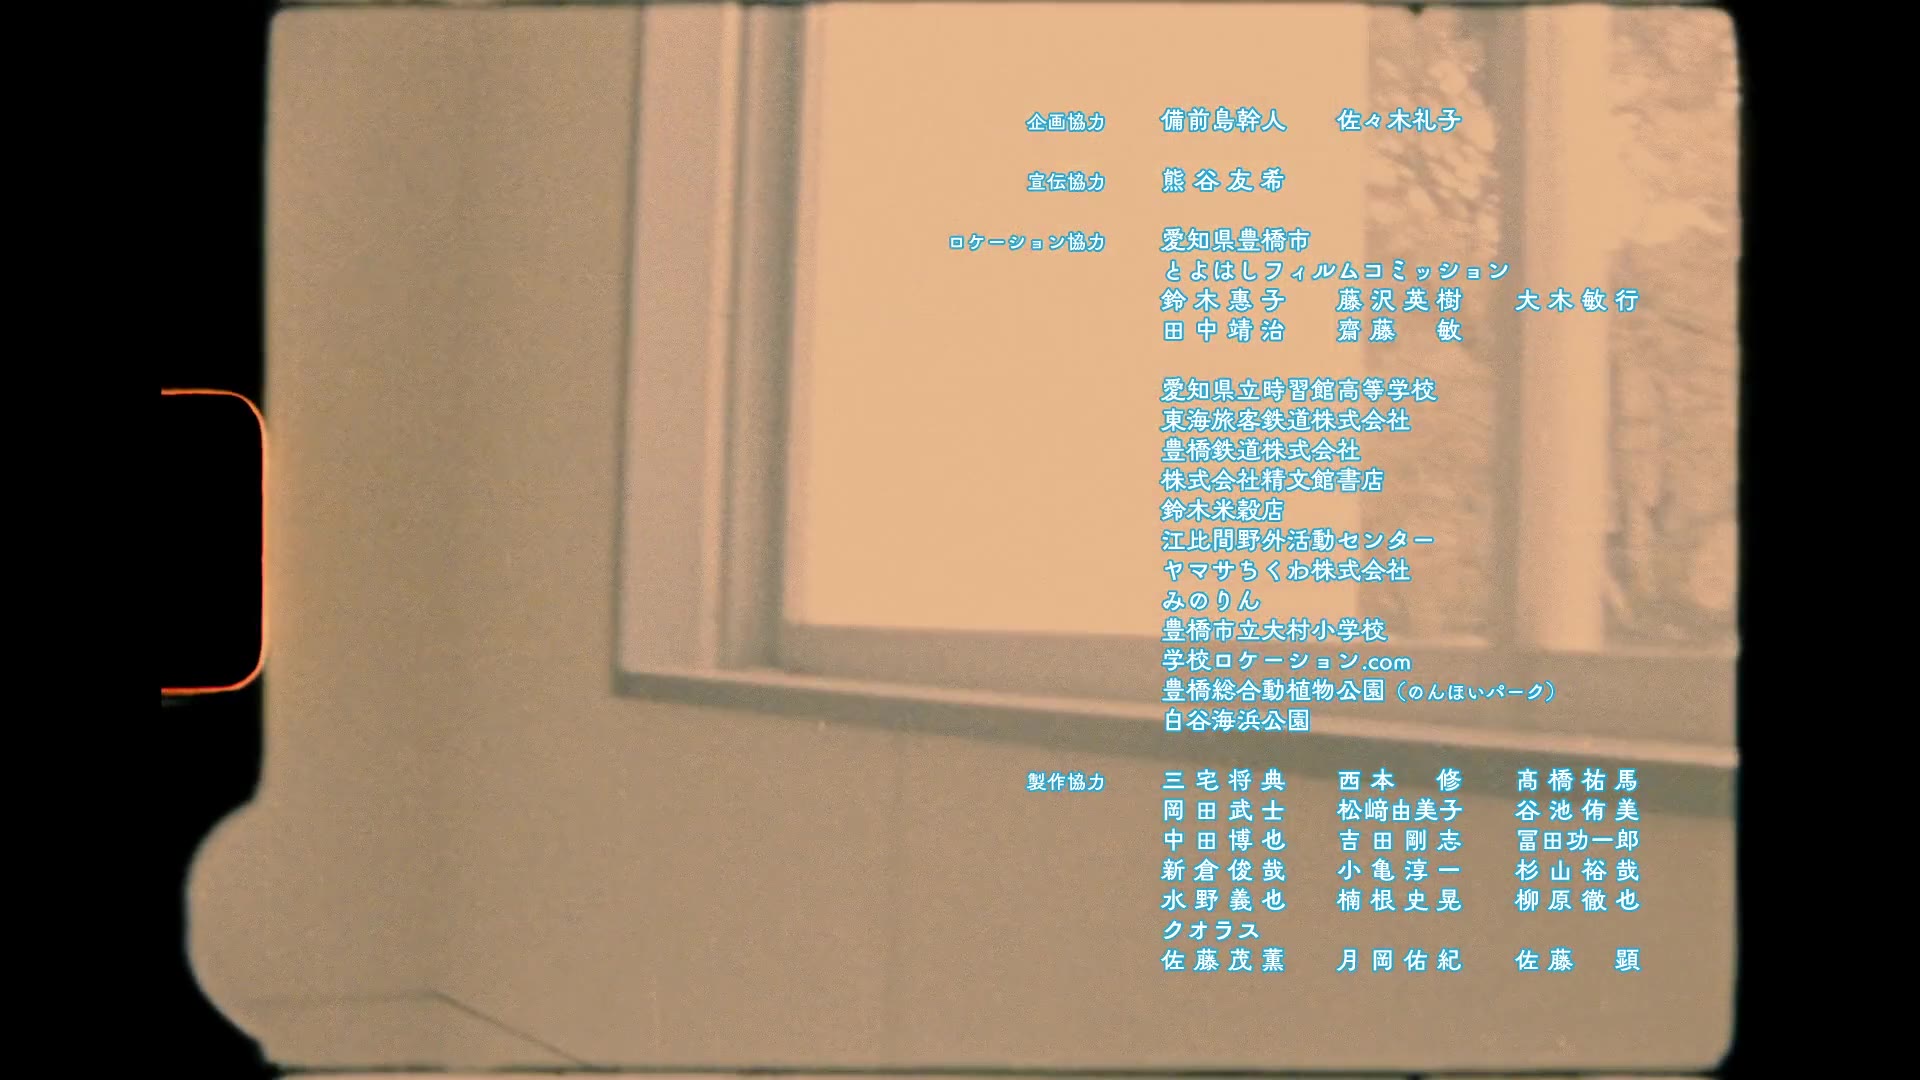 企画協力 備前島幹人 佐々木礼子
宣伝協力 熊谷友希
ロケーション協力 愛知県豊橋市
とよはしフィルムコミッション
鈴木惠子 藤沢英樹 大木敏行
田中靖治 齋藤 敏
愛知県立時習館高等学校
東海旅客鉄道株式会社
豊橋鉄道株式会社
株式会社精文館書店
鈴木米穀店
江比間野外活動センター
ヤマサちくわ株式会社
みのりん
豊橋市立大村小学校
学校ロケーション.com
豊橋総合動植物公園（のんほいパーク）
白谷海浜公園
製作協力 三宅将典 西本 修 髙橋祐馬
岡田武士 松﨑由美子 谷池侑美
中田博也 吉田剛志 冨田功一郎
新倉俊哉 小亀淳一 杉山裕哉
水野義也 楠根史晃 柳原徹也
クオラス
佐藤茂薫 月岡佑紀 佐藤 顕